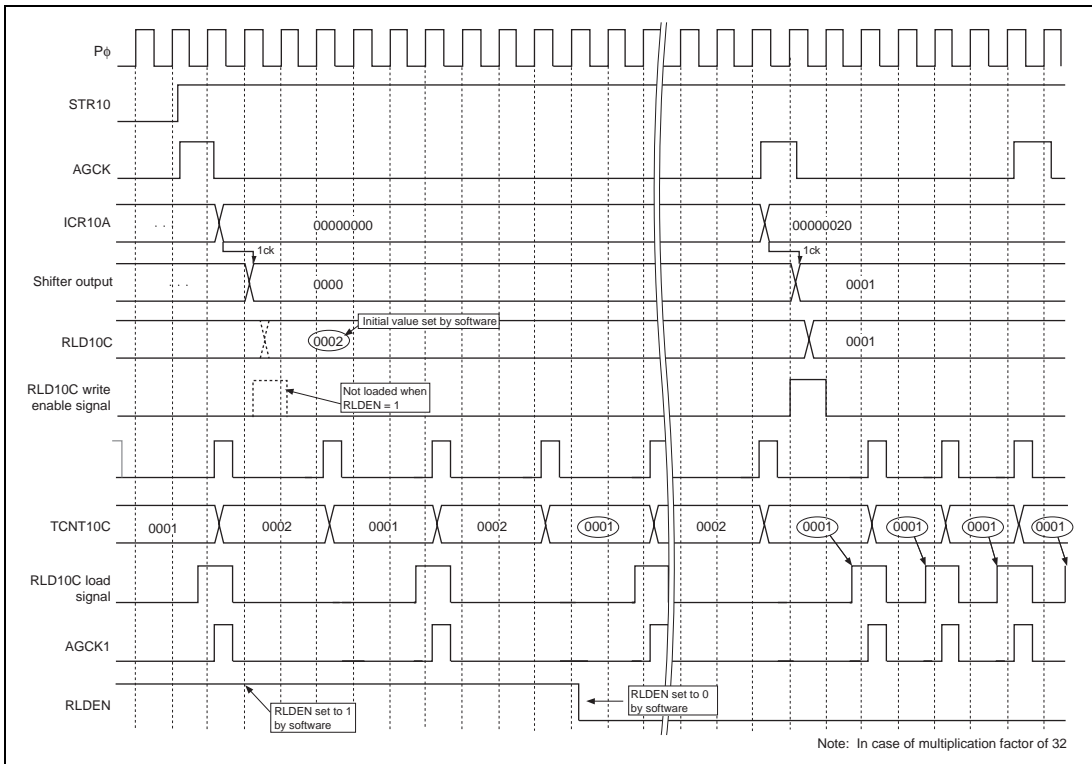 Pϕ
STR10
AGCK
ICR10A
. .
00000000
00000020
1ck
1ck
Shifter output
. . .
0000
0001
Initial value set by software
RLD10C
0002
0001
RLD10C write
enable signal
Not loaded when
RLDEN = 1
TCNT10C
0001
0002
0001
0002
0001
0002
0001
0001
0001
0001
RLD10C load
signal
AGCK1
RLDEN
RLDEN set to 1
by software
RLDEN set to 0
by software
Note: In case of multiplication factor of 32